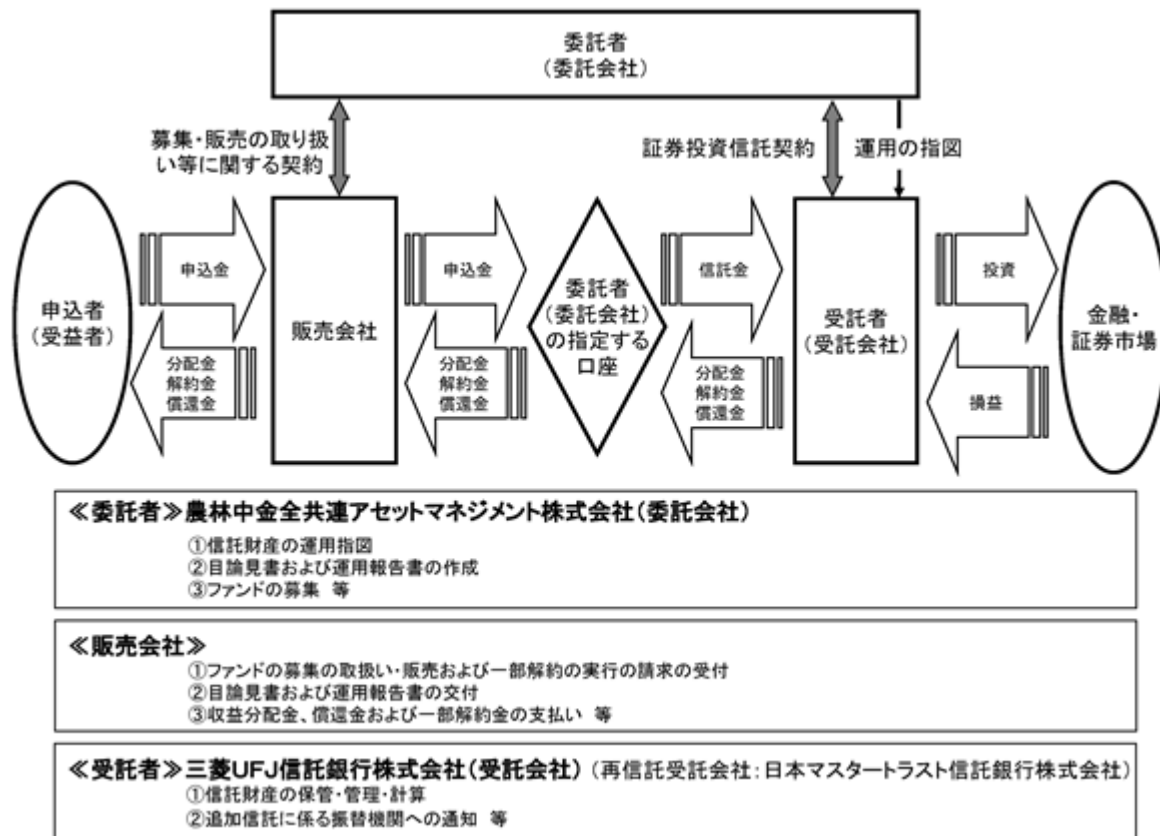 委託者
(委託会社)
募集・販売の取り扱
い等に関する契約
証券投資信託契約
運用の指図
申込者
(受益者)
申込金
分配金
解約金
償還金
販売会社
申込金
分配金
解約金
償還金
委託者
(委託会社)
の指定する
口座
信託金
分配金
解約金
償還金
受託者
(受託会社)
投資
損益
金融・
証券市場
≪委託者≫農林中金全共連アセットマネジメント株式会社(委託会社)
①信託財産の運用指図
②目論見書および運用報告書の作成
③ファンドの募集 等
≪販売会社≫
①ファンドの募集の取扱い・販売および一部解約の実行の請求の受付
②目論見書および運用報告書の交付
③収益分配金、償還金および一部解約金の支払い 等
≪受託者≫三菱UFJ信託銀行株式会社(受託会社) (再信託受託会社:日本マスタートラスト信託銀行株式会社)
①信託財産の保管・管理・計算
②追加信託に係る振替機関への通知 等